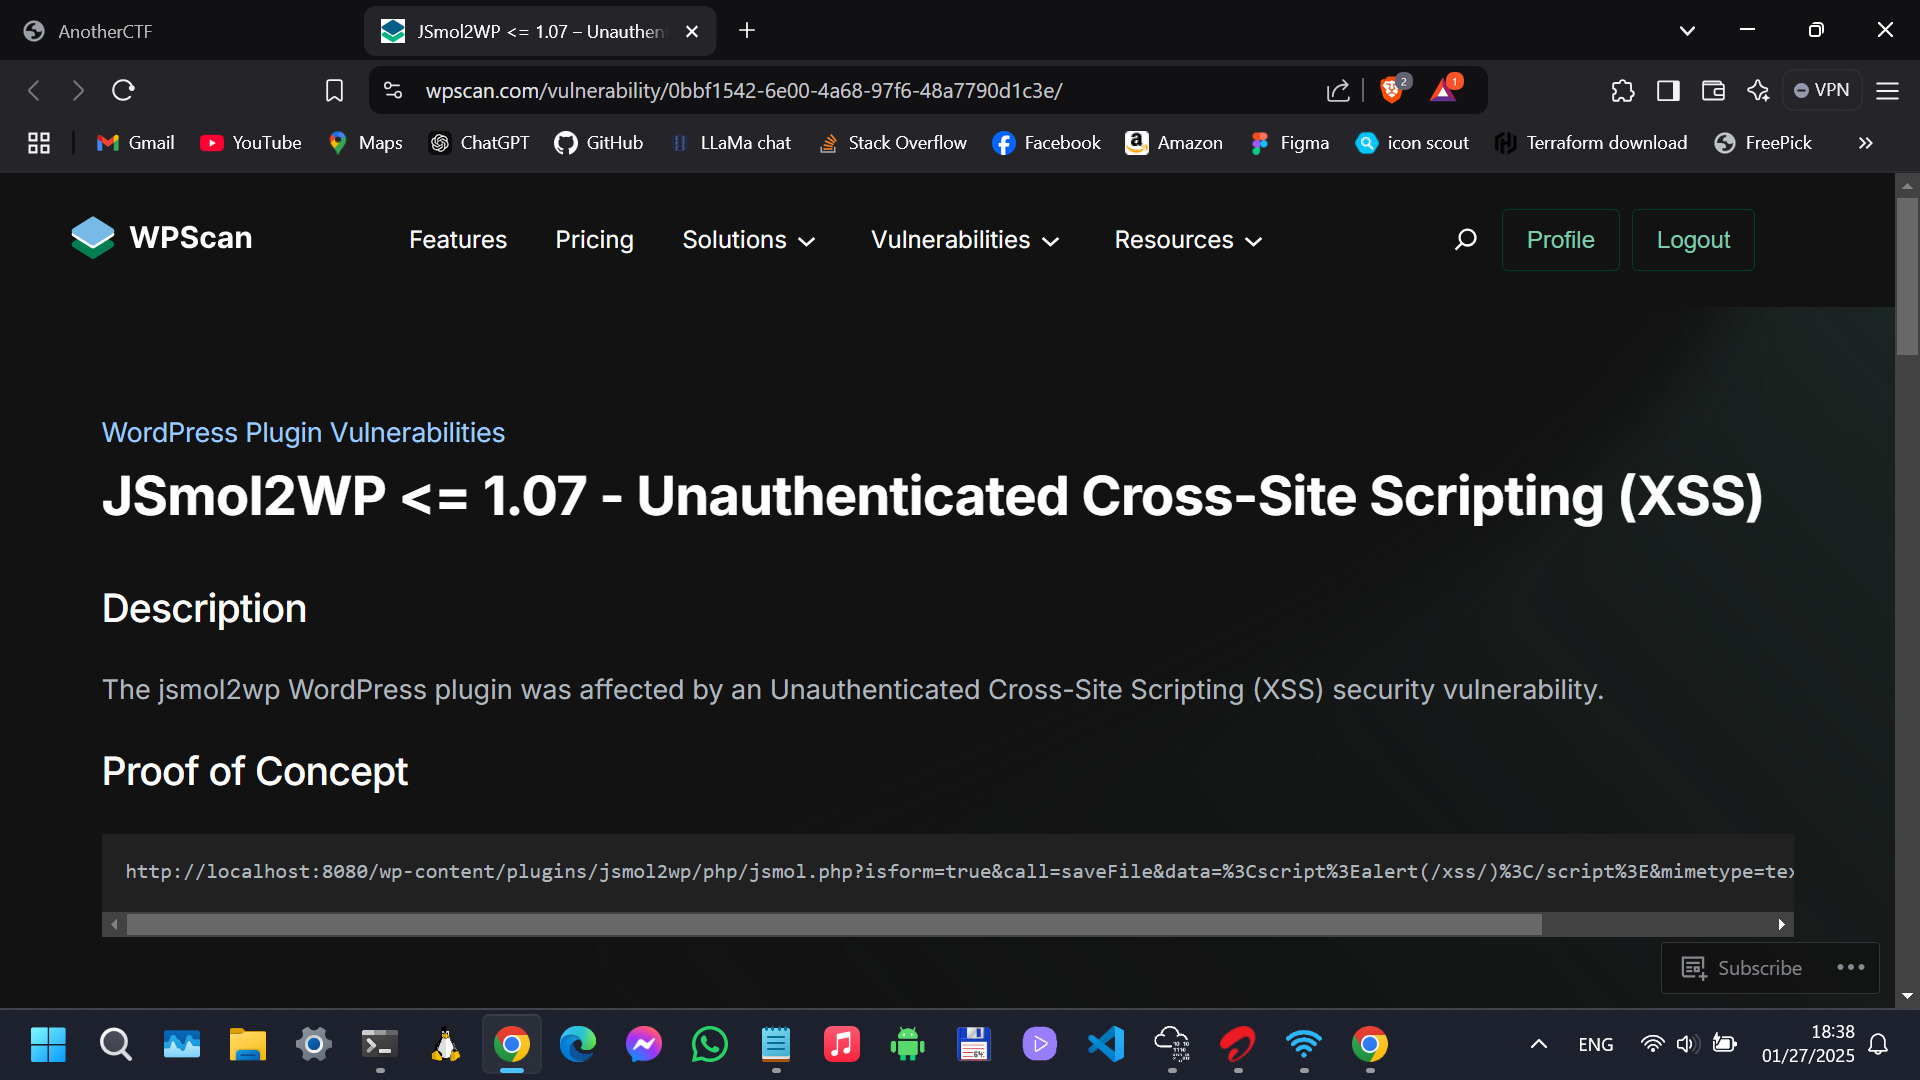 AnotherCTF
JSmol2WP <= 1.07 – Unauthen
wpscan.com/vulnerability/0bbf1542-6e00-4a68-97f6-48a7790d1c3e/
2
1
VPN
Gmail
YouTube
Maps
ChatGPT
GitHub
LLaMa chat
Stack Overflow
Facebook
Amazon
Figma
icon scout
Terraform download
FreePick
WPScan
Features
Pricing
Solutions
Vulnerabilities
Resources
Profile
Logout
WordPress Plugin Vulnerabilities
JSmol2WP <= 1.07 - Unauthenticated Cross-Site Scripting (XSS)
Description
The jsmol2wp WordPress plugin was affected by an Unauthenticated Cross-Site Scripting (XSS) security vulnerability.
Proof of Concept
http://localhost:8080/wp-content/plugins/jsmol2wp/php/jsmol.php?isform=true&call=saveFile&data=%3Cscript%3Ealert(/xss/)%3C/script%3E&mimetype=tex
Subscribe
ENG
18:38
01/27/2025